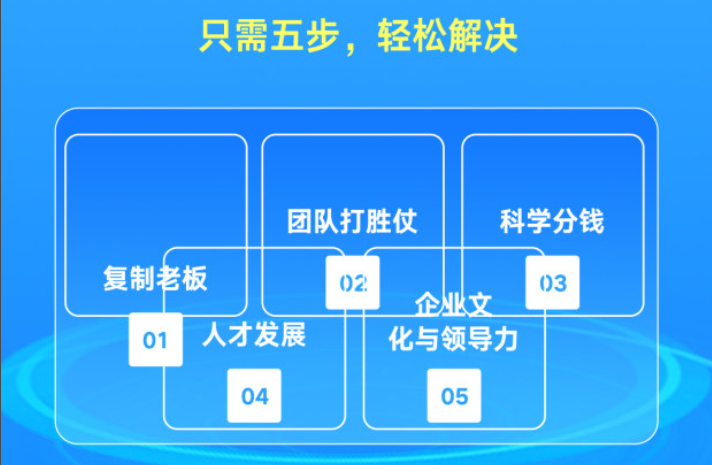 只需五步，轻松解决
复制老板
01
团队打胜仗
02
科学分钱
03
人才发展
04
企业文
化与领导力
05